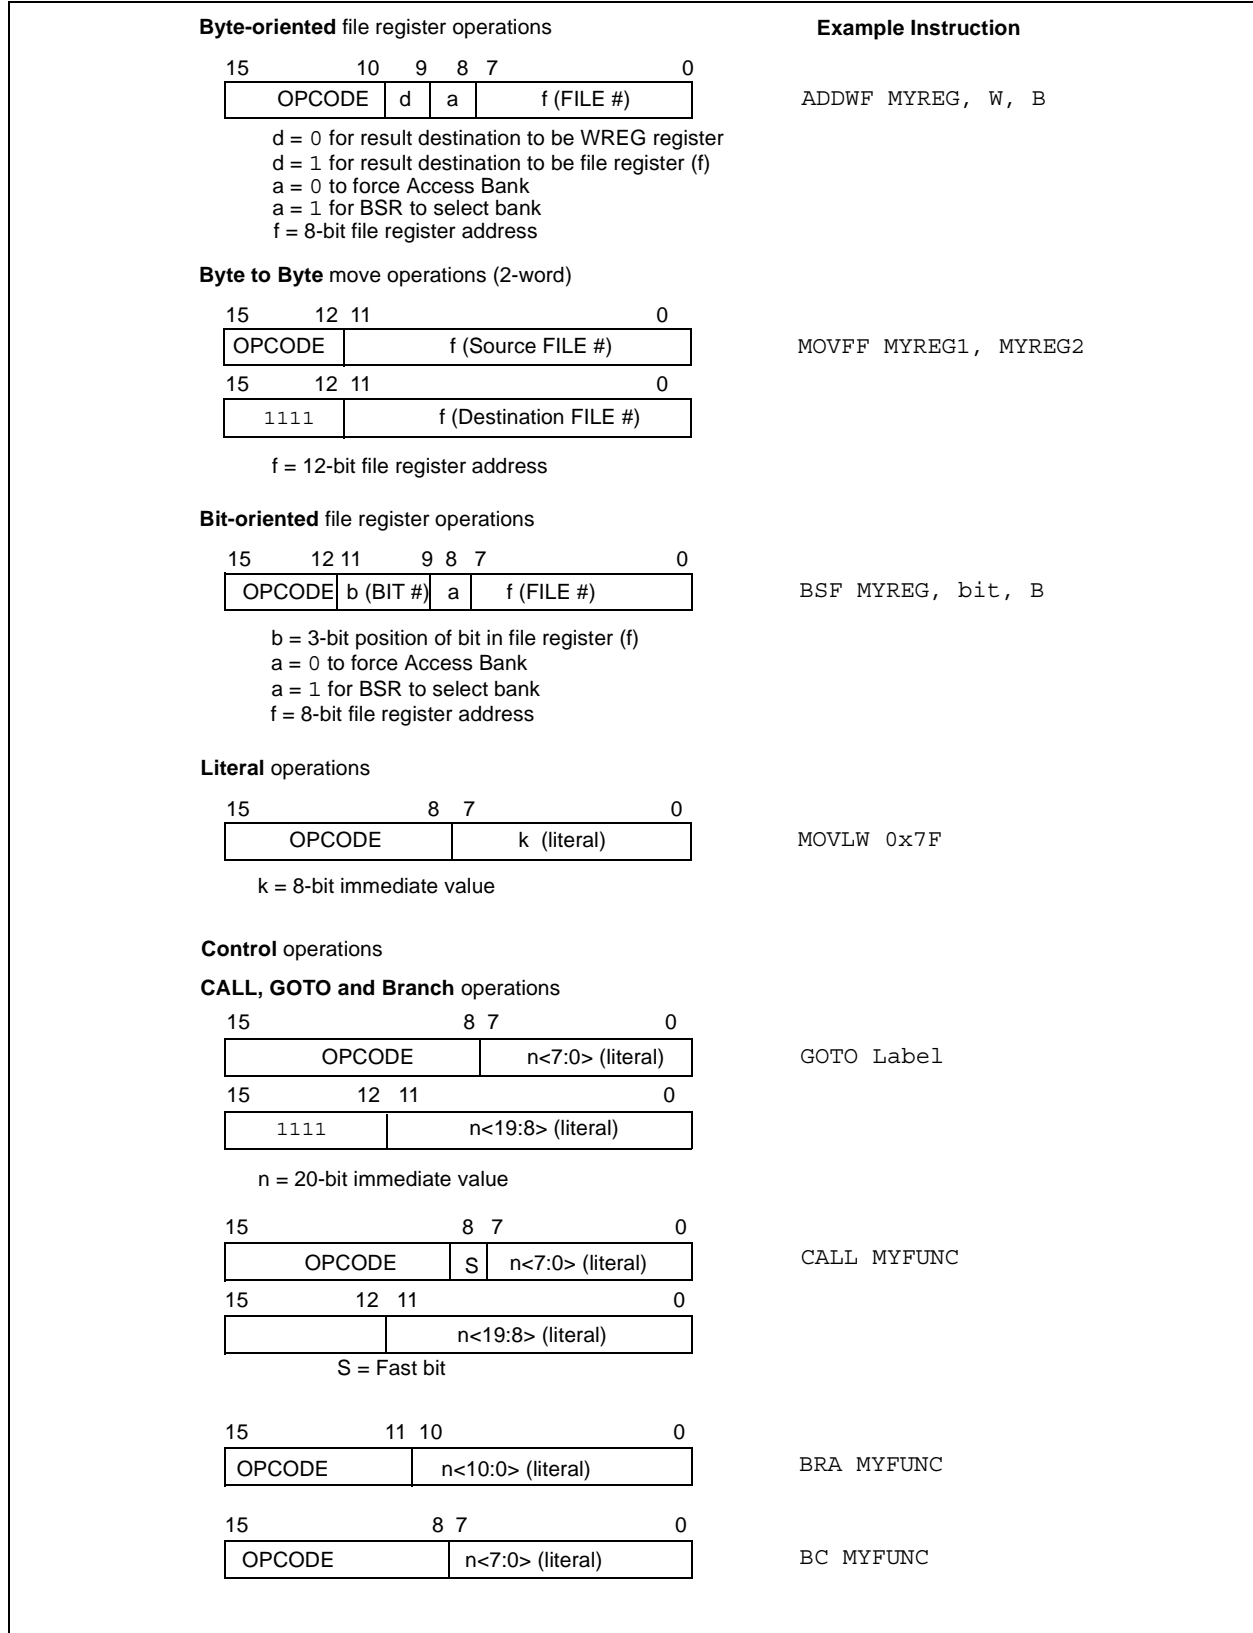 Byte-oriented file register operations Example Instruction
15 10 9 8 7 0
OPCODE d a f (FILE #) ADDWF MYREG, W, B
d = 0 for result destination to be WREG register
d = 1 for result destination to be file register (f)
a = 0 to force Access Bank
a = 1 for BSR to select bank
f = 8-bit file register address
Byte to Byte move operations (2-word)
15 12 11 0
OPCODE f (Source FILE #) MOVFF MYREG1, MYREG2
15 12 11 0
1111 f (Destination FILE #)
f = 12-bit file register address
Bit-oriented file register operations
15 12 11 9 8 7 0
OPCODE b (BIT #) a f (FILE #) BSF MYREG, bit, B
b = 3-bit position of bit in file register (f)
a = 0 to force Access Bank
a = 1 for BSR to select bank
f = 8-bit file register address
Literal operations
15 8 7 0
OPCODE k (literal) MOVLW 0x7F
k = 8-bit immediate value
Control operations
CALL, GOTO and Branch operations
15 8 7 0
OPCODE n<7:0> (literal) GOTO Label
15 12 11 0
1111 n<19:8> (literal)
n = 20-bit immediate value
15 8 7 0
OPCODE S n<7:0> (literal) CALL MYFUNC
15 12 11 0
n<19:8> (literal)
S = Fast bit
15 11 10 0
OPCODE n<10:0> (literal) BRA MYFUNC
15 8 7 0
OPCODE n<7:0> (literal) BC MYFUNC